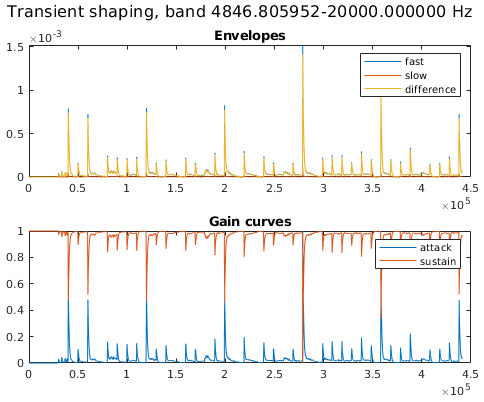 Transient shaping, band 4846.805952-20000.000000 Hz
×10⁻³ Envelopes
1.5
1
0.5
0
fast
slow
difference
0 0.5 1 1.5 2 2.5 3 3.5 4 4.5
×10⁵
Gain curves
1
0.8
0.6
0.4
0.2
0
attack
sustain
0 0.5 1 1.5 2 2.5 3 3.5 4 4.5
×10⁵